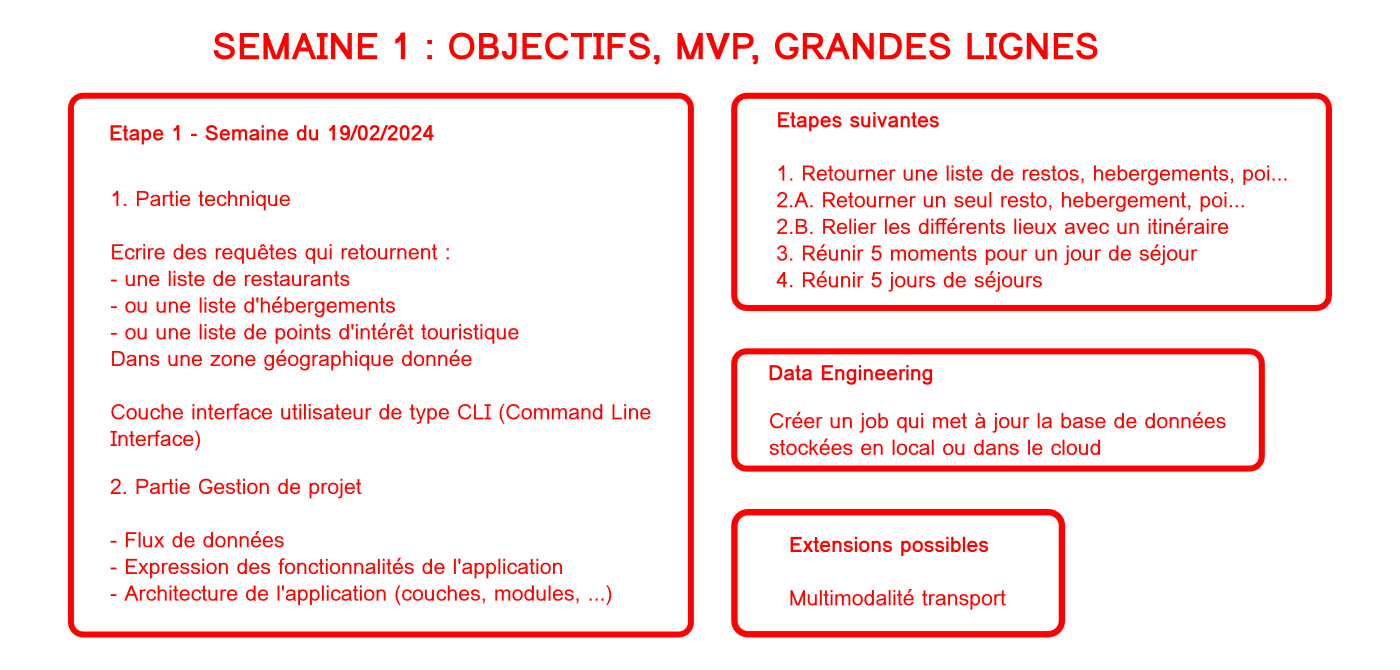 SEMAINE 1 : OBJECTIFS, MVP, GRANDES LIGNES
Etape 1 - Semaine du 19/02/2024
1. Partie technique
Ecrire des requêtes qui retournent :
- une liste de restaurants
- ou une liste d'hébergements
- ou une liste de points d'intérêt touristique
Dans une zone géographique donnée
Couche interface utilisateur de type CLI (Command Line
Interface)
2. Partie Gestion de projet
- Flux de données
- Expression des fonctionnalités de l'application
- Architecture de l'application (couches, modules, ...)
Etapes suivantes
1. Retourner une liste de restos, hebergements, poi...
2.A. Retourner un seul resto, hebergement, poi...
2.B. Relier les différents lieux avec un itinéraire
3. Réunir 5 moments pour un jour de séjour
4. Réunir 5 jours de séjours
Data Engineering
Créer un job qui met à jour la base de données
stockées en local ou dans le cloud
Extensions possibles
Multimodalité transport